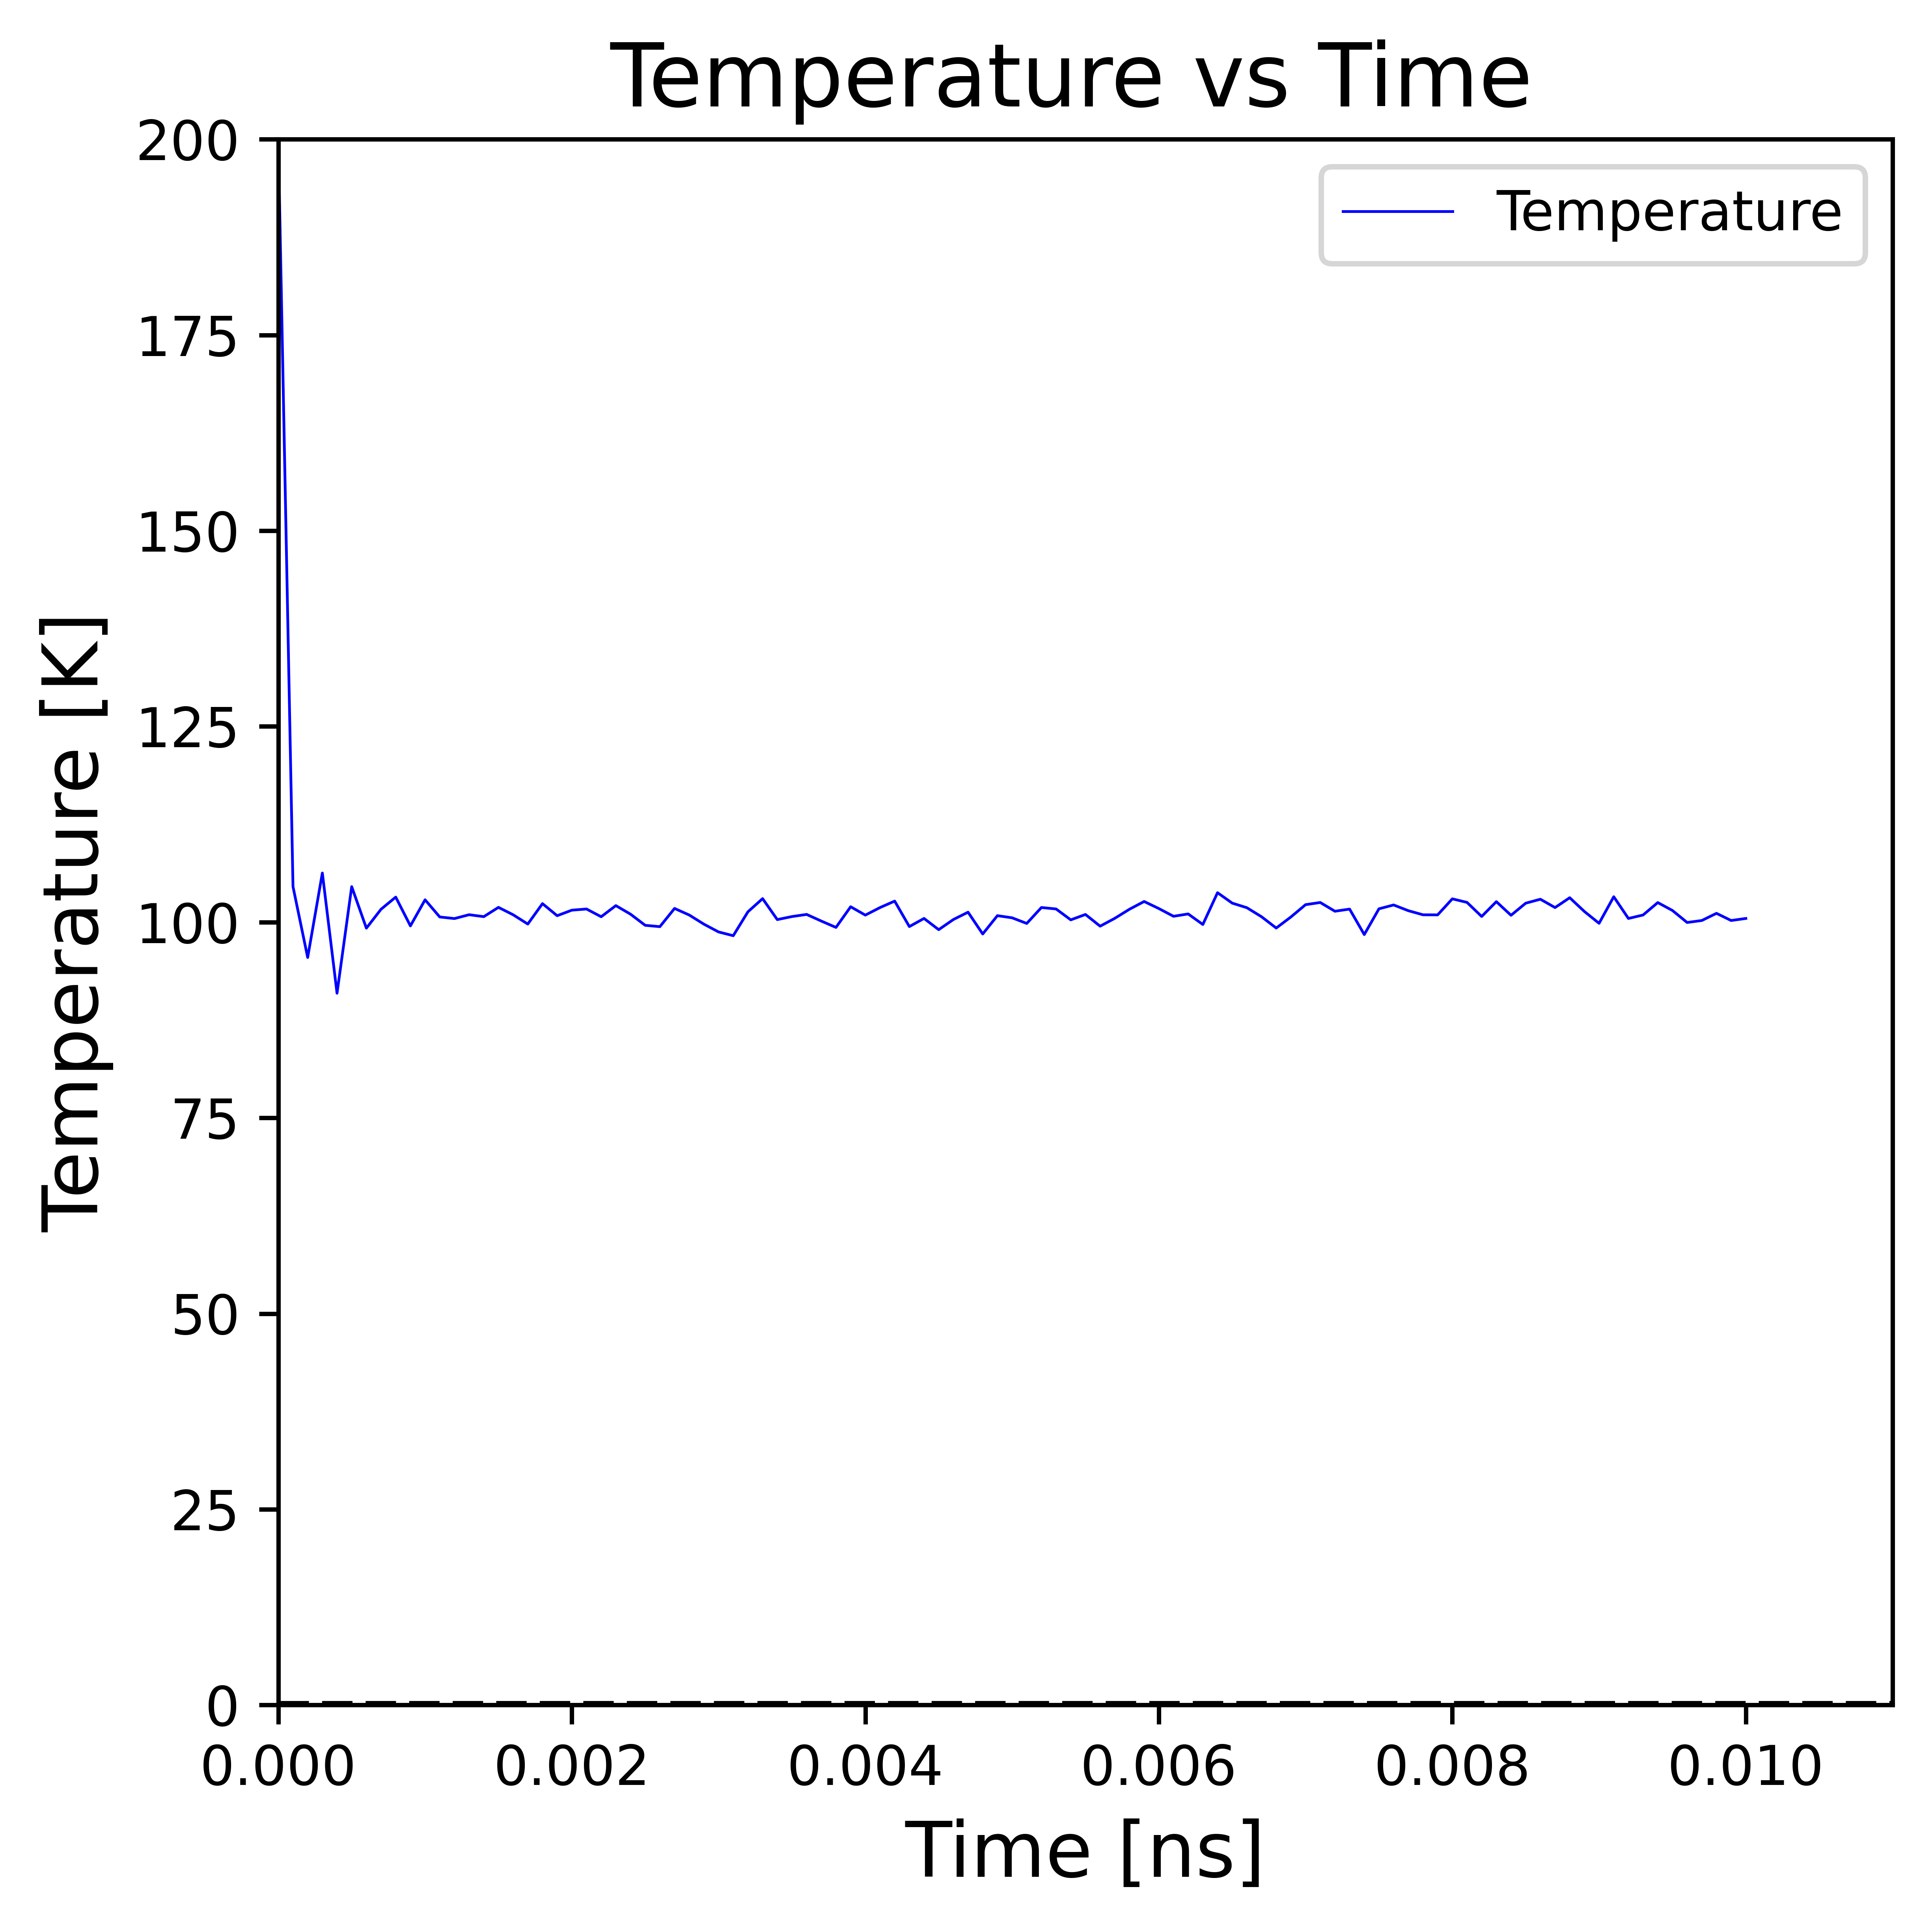 Temperature vs Time
Temperature
Temperature [K]
200
175
150
125
100
75
50
25
0
0.000 0.002 0.004 0.006 0.008 0.010
Time [ns]